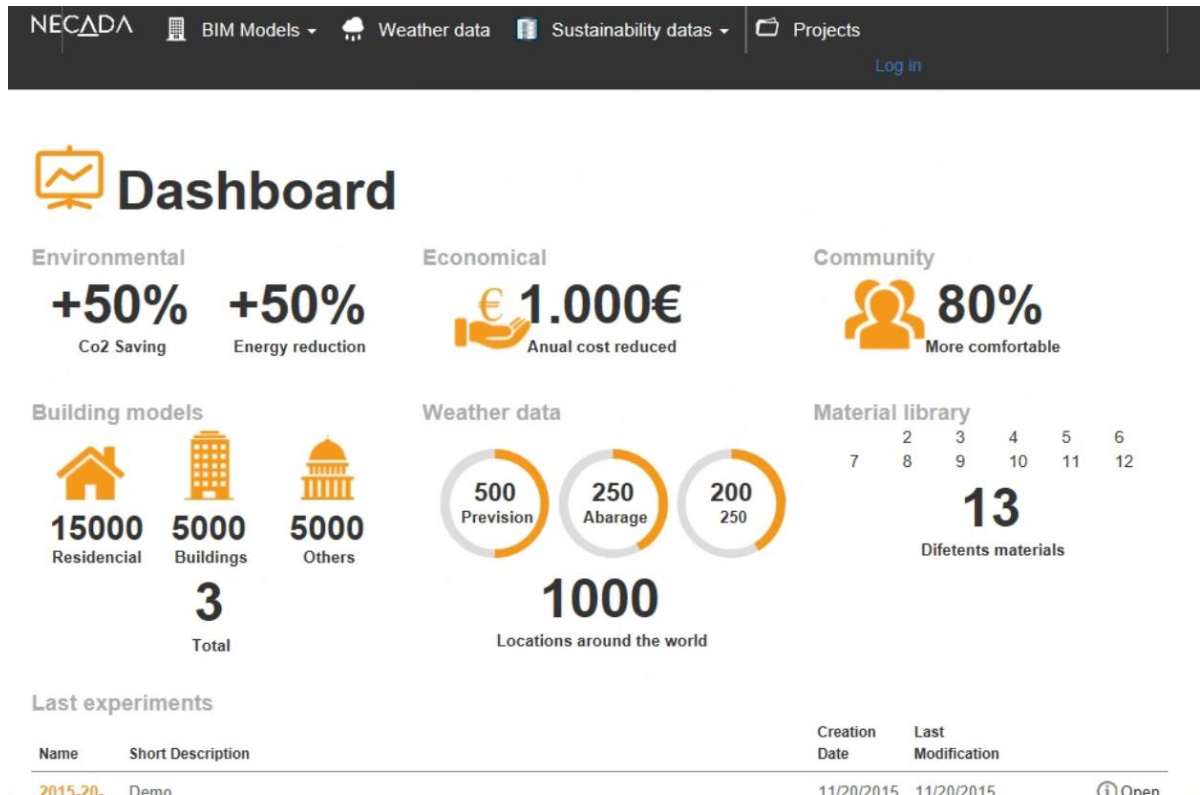 NECADA BIM Models Weather data Sustainability datas Projects
Log in
Dashboard
Environmental
+50% +50%
Co2 Saving Energy reduction
Economical
€ 1.000€
Anual cost reduced
Community
80%
More comfortable
Building models
15000 5000 5000
Residencial Buildings Others
3
Total
Weather data
500 250 200
Prevision Abarage 250
1000
Locations around the world
Material library
2 3 4 5 6
7 8 9 10 11 12
13
Difetents materials
Last experiments
Name Short Description Creation Date Last Modification
2015-20- Demo 11/20/2015 11/20/2015 Open